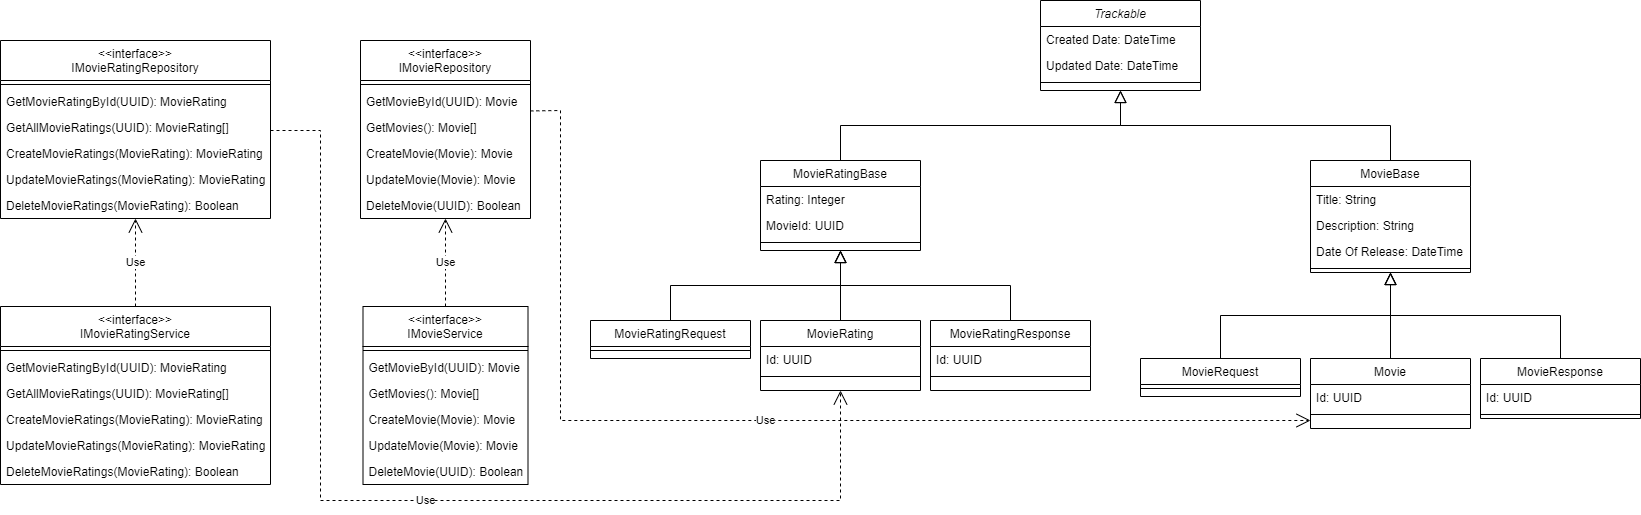 Trackable
Created Date: DateTime
Updated Date: DateTime
<<interface>>
IMovieRatingRepository
GetMovieRatingById(UUID): MovieRating
GetAllMovieRatings(UUID): MovieRating[]
CreateMovieRatings(MovieRating): MovieRating
UpdateMovieRatings(MovieRating): MovieRating
DeleteMovieRatings(MovieRating): Boolean
<<interface>>
IMovieRepository
GetMovieById(UUID): Movie
GetMovies(): Movie[]
CreateMovie(Movie): Movie
UpdateMovie(Movie): Movie
DeleteMovie(UUID): Boolean
MovieRatingBase
Rating: Integer
MovieId: UUID
MovieBase
Title: String
Description: String
Date Of Release: DateTime
Use
Use
<<interface>>
IMovieRatingService
GetMovieRatingById(UUID): MovieRating
GetAllMovieRatings(UUID): MovieRating[]
CreateMovieRatings(MovieRating): MovieRating
UpdateMovieRatings(MovieRating): MovieRating
DeleteMovieRatings(MovieRating): Boolean
<<interface>>
IMovieService
GetMovieById(UUID): Movie
GetMovies(): Movie[]
CreateMovie(Movie): Movie
UpdateMovie(Movie): Movie
DeleteMovie(UUID): Boolean
MovieRatingRequest
MovieRating
Id: UUID
MovieRatingResponse
Id: UUID
MovieRequest
Movie
Id: UUID
MovieResponse
Id: UUID
Use
Use